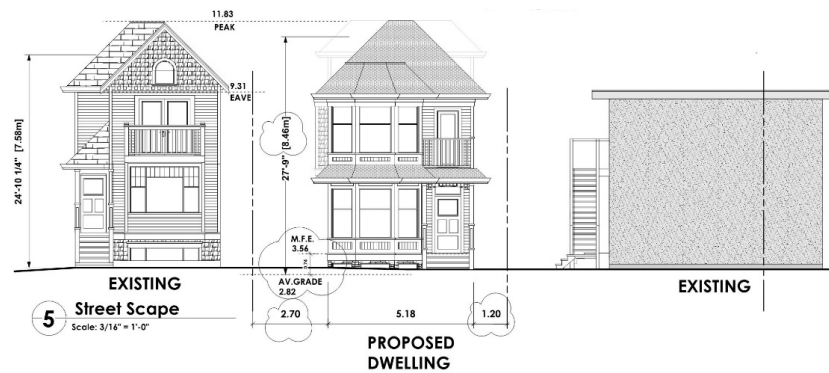 11.83
PEAK
9.31
EAVE
24'-10 1/4" [7.58m]
27'-9" [8.46m]
M.F.E.
3.56
AV.GRADE
2.82
EXISTING
EXISTING
5 Street Scape
Scale: 3/16" = 1'-0"
2.70
5.18
1.20
PROPOSED
DWELLING